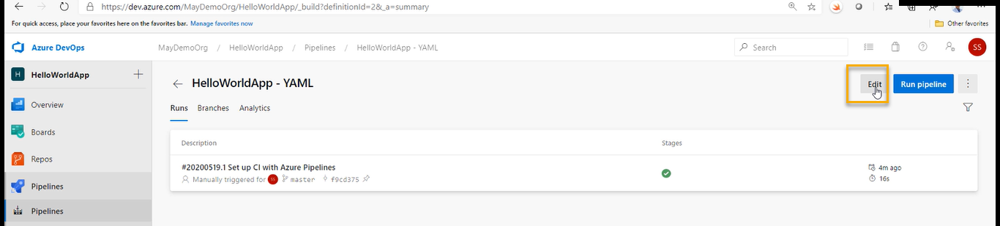 https://dev.azure.com/MayDemoOrg/HelloWorldApp/_build?definitionId=2&_a=summary
For quick access, place your favorites here on the favorites bar. Manage favorites now
Other favorites
Azure DevOps
MayDemoOrg / HelloWorldApp / Pipelines / HelloWorldApp - YAML
Search
SS
H HelloWorldApp
HelloWorldApp - YAML
Edit
Run pipeline
Overview
Runs Branches Analytics
Boards
Description
Stages
Repos
#20200519.1 Set up CI with Azure Pipelines
4m ago
Manually triggered for SS master f9cd375
16s
Pipelines
Pipelines